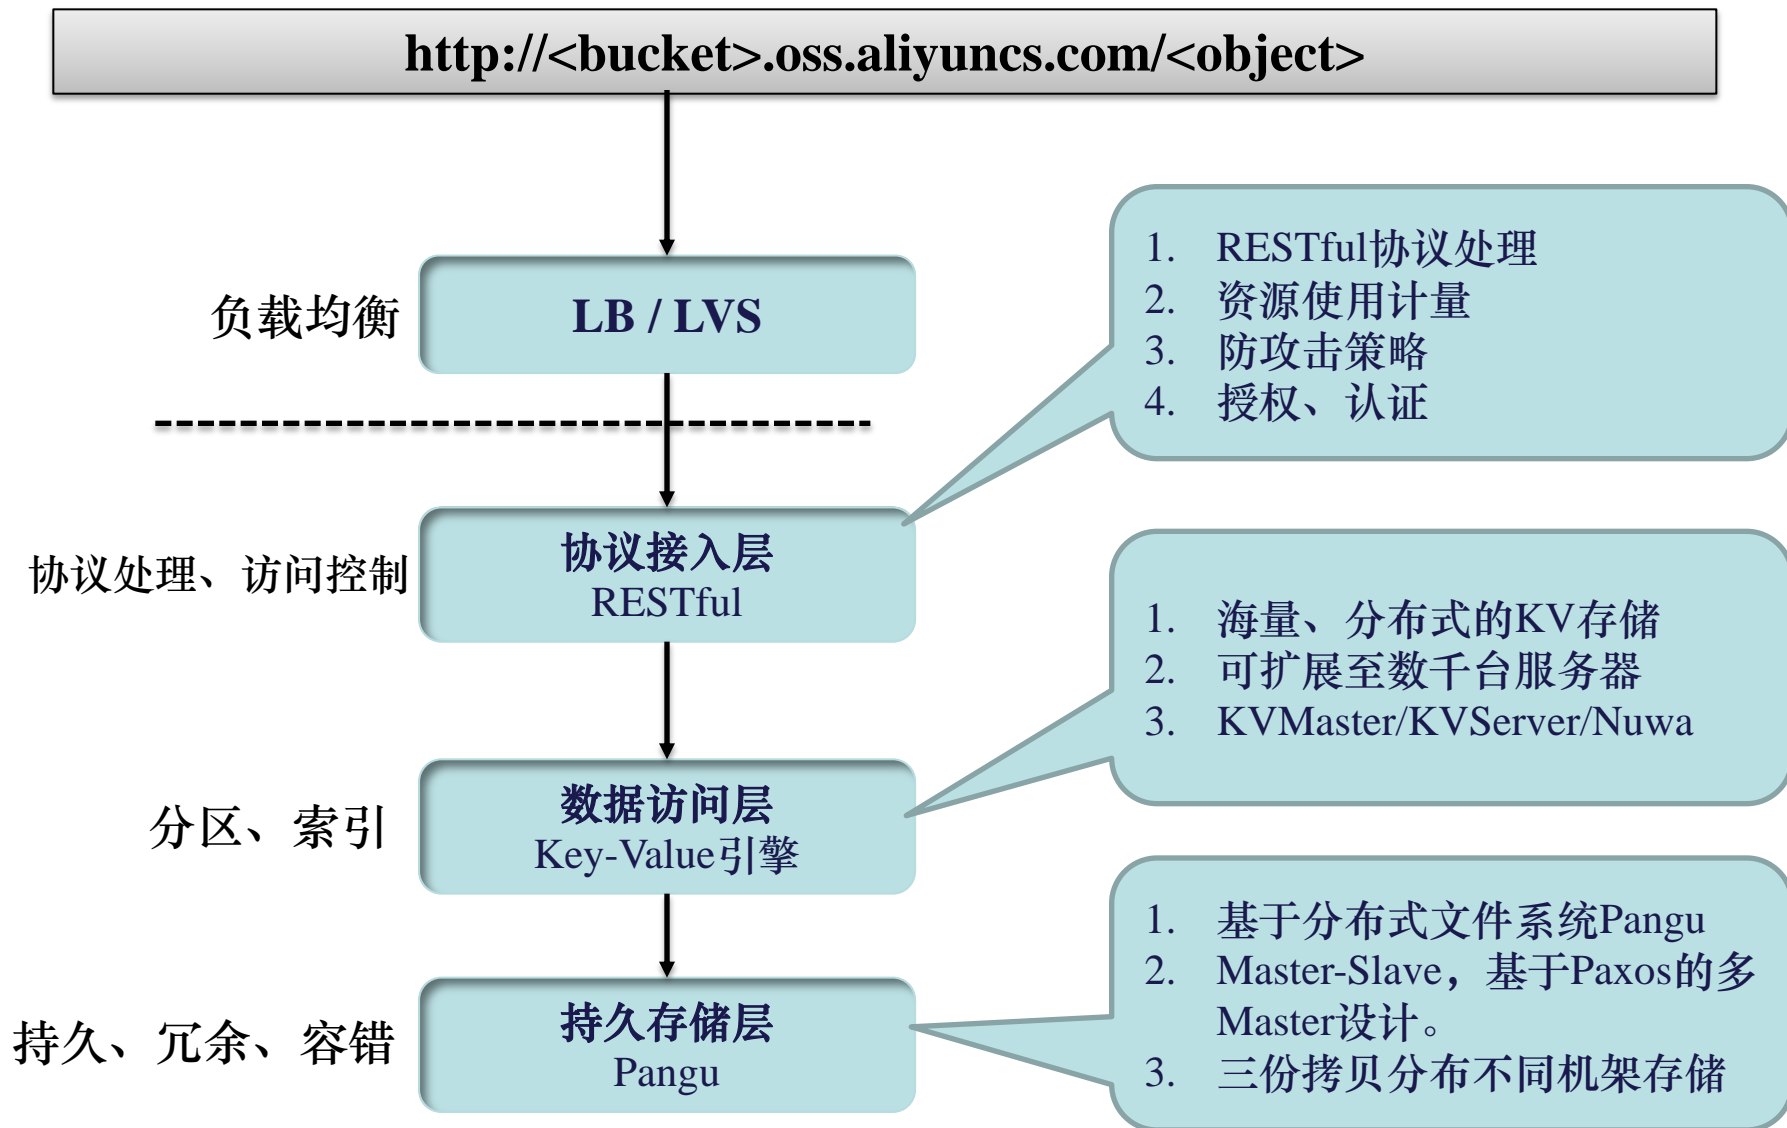 http://<bucket>.oss.aliyuncs.com/<object>
负载均衡
LB / LVS
1. RESTful协议处理
2. 资源使用计量
3. 防攻击策略
4. 授权、认证
协议处理、访问控制
协议接入层
RESTful
1. 海量、分布式的KV存储
2. 可扩展至数千台服务器
3. KVMaster/KVServer/Nuwa
分区、索引
数据访问层
Key-Value引擎
1. 基于分布式文件系统Pangu
2. Master-Slave，基于Paxos的多
Master设计。
3. 三份拷贝分布不同机架存储
持久、冗余、容错
持久存储层
Pangu